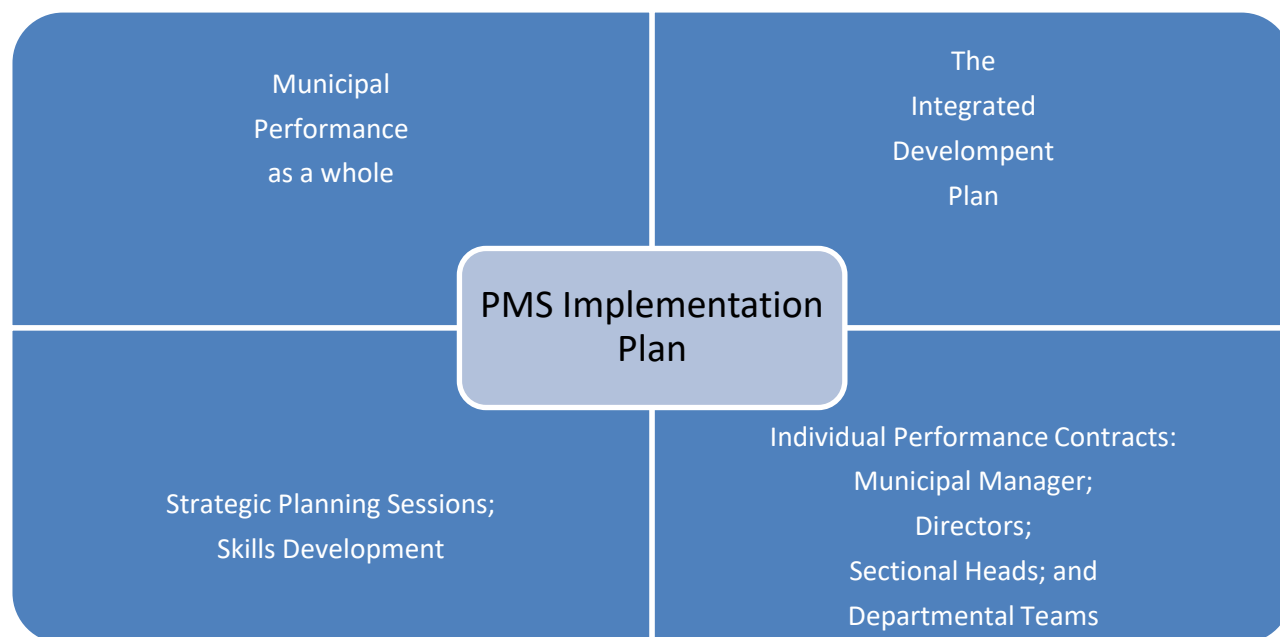 Municipal
Performance
as a whole
The
Integrated
Develompent
Plan
PMS Implementation
Plan
Strategic Planning Sessions;
Skills Development
Individual Performance Contracts:
Municipal Manager;
Directors;
Sectional Heads; and
Departmental Teams